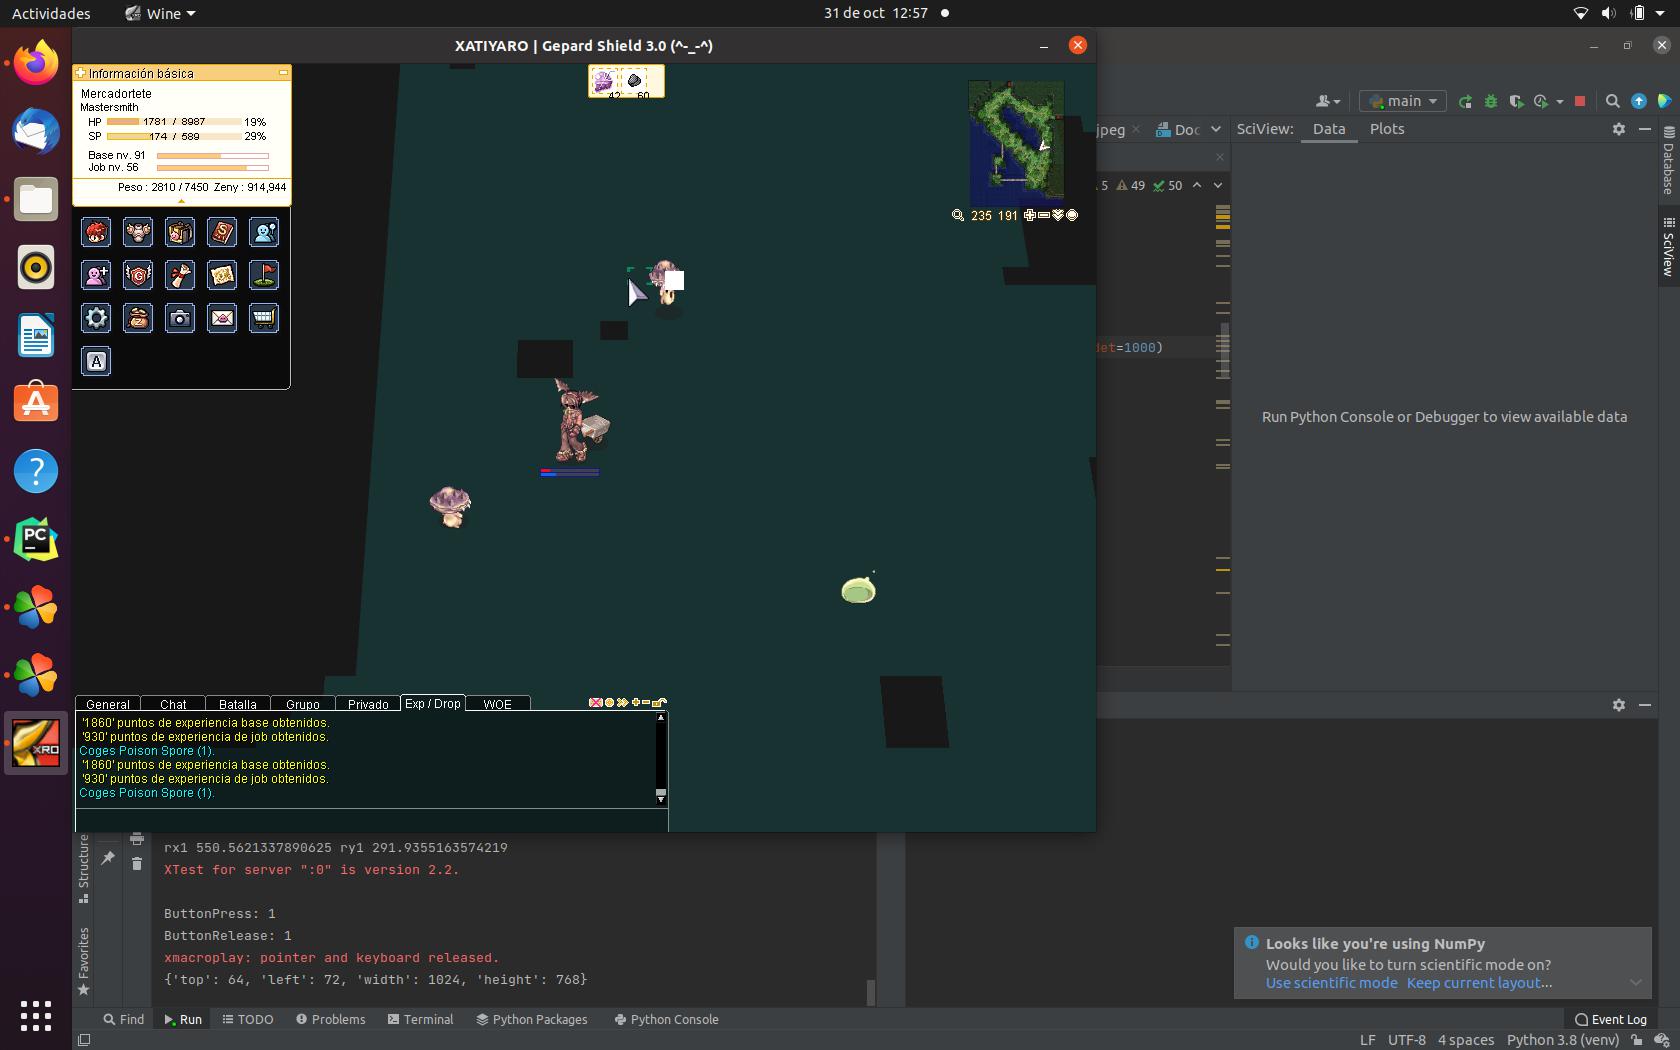 Actividades
Wine
31 de oct 12:57
XATIYARO | Gepard Shield 3.0 (^-_-^)
Información básica
Mercadortete
Mastersmith
HP 1781 / 8987 19%
SP 174 / 589 29%
Base nv. 91
Job nv. 56
Peso : 2810 / 7450 Zeny : 914,944
42 60
235 191
main
jpeg
Doc
SciView: Data Plots
5 49 50
Database
SciView
det=1000)
Run Python Console or Debugger to view available data
General Chat Batalla Grupo Privado Exp / Drop WOE
'1860' puntos de experiencia base obtenidos.
'930' puntos de experiencia de job obtenidos.
Coges Poison Spore (1).
'1860' puntos de experiencia base obtenidos.
'930' puntos de experiencia de job obtenidos.
Coges Poison Spore (1).
PC
XRO
A
Structure
Favorites
rx1 550.5621337890625 ry1 291.9355163574219
XTest for server ":0" is version 2.2.
ButtonPress: 1
ButtonRelease: 1
xmacroplay: pointer and keyboard released.
{'top': 64, 'left': 72, 'width': 1024, 'height': 768}
Looks like you're using NumPy
Would you like to turn scientific mode on?
Use scientific mode Keep current layout...
Find Run TODO Problems Terminal Python Packages Python Console
Event Log
LF UTF-8 4 spaces Python 3.8 (venv)